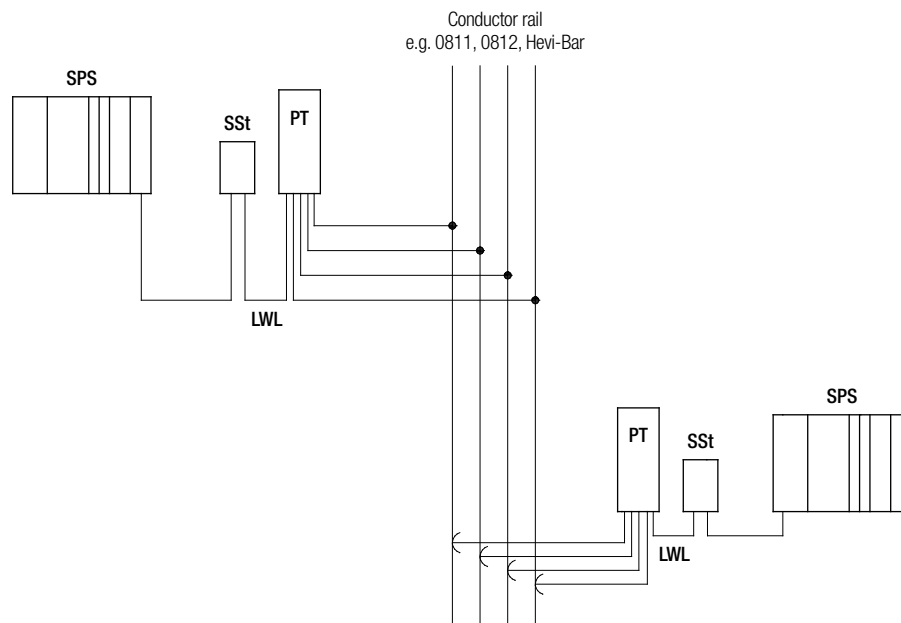 Conductor rail
e.g. 0811, 0812, Hevi-Bar
SPS
SSt
PT
LWL
SPS
PT
SSt
LWL